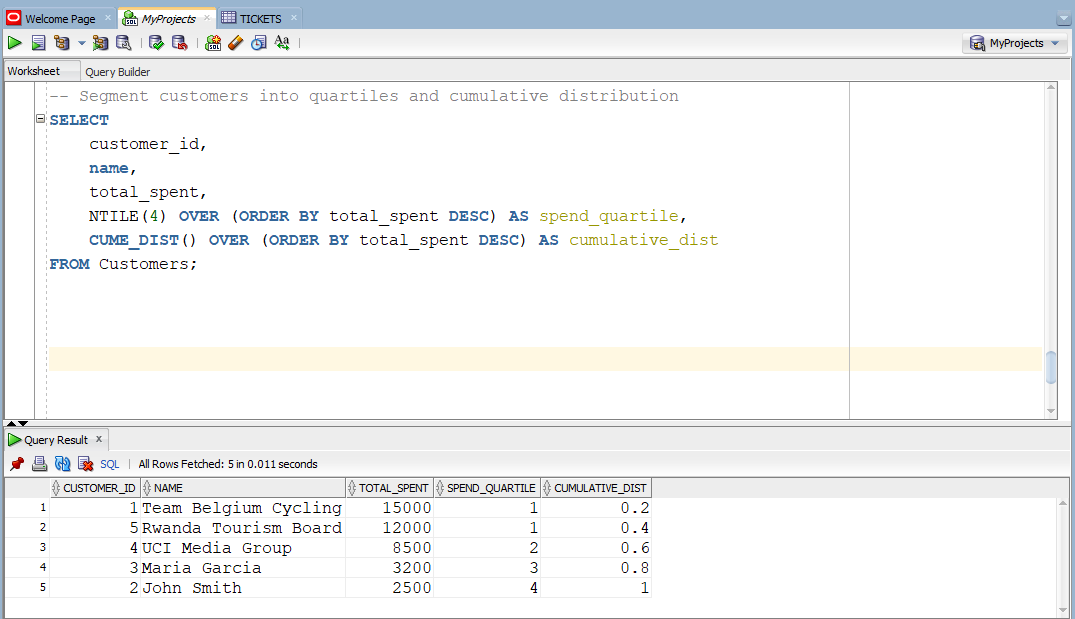 Welcome Page × MyProjects × TICKETS ×
MyProjects
Worksheet Query Builder
-- Segment customers into quartiles and cumulative distribution
SELECT
customer_id,
name,
total_spent,
NTILE(4) OVER (ORDER BY total_spent DESC) AS spend_quartile,
CUME_DIST() OVER (ORDER BY total_spent DESC) AS cumulative_dist
FROM Customers;
Query Result ×
SQL | All Rows Fetched: 5 in 0.011 seconds
CUSTOMER_ID NAME TOTAL_SPENT SPEND_QUARTILE CUMULATIVE_DIST
1 1 Team Belgium Cycling 15000 1 0.2
2 5 Rwanda Tourism Board 12000 1 0.4
3 4 UCI Media Group 8500 2 0.6
4 3 Maria Garcia 3200 3 0.8
5 2 John Smith 2500 4 1